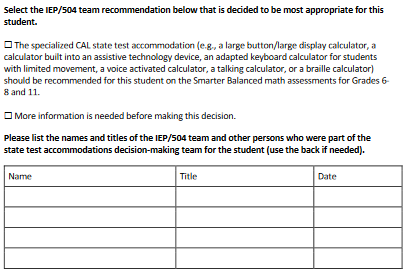 Select the IEP/504 team recommendation below that is decided to be most appropriate for this
student.
☐ The specialized CAL state test accommodation (e.g., a large button/large display calculator, a
calculator built into an assistive technology device, an adapted keyboard calculator for students
with limited movement, a voice activated calculator, a talking calculator, or a braille calculator)
should be recommended for this student on the Smarter Balanced math assessments for Grades 6-
8 and 11.
☐ More information is needed before making this decision.
Please list the names and titles of the IEP/504 team and other persons who were part of the
state test accommodations decision-making team for the student (use the back if needed).
Name Title Date